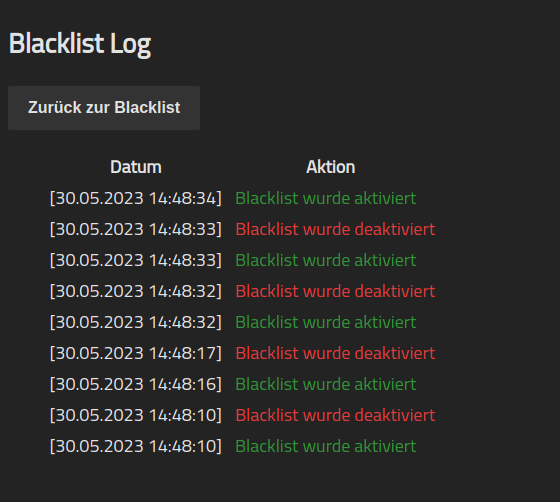 Blacklist Log
Zurück zur Blacklist
Datum Aktion
[30.05.2023 14:48:34] Blacklist wurde aktiviert
[30.05.2023 14:48:33] Blacklist wurde deaktiviert
[30.05.2023 14:48:33] Blacklist wurde aktiviert
[30.05.2023 14:48:32] Blacklist wurde deaktiviert
[30.05.2023 14:48:32] Blacklist wurde aktiviert
[30.05.2023 14:48:17] Blacklist wurde deaktiviert
[30.05.2023 14:48:16] Blacklist wurde aktiviert
[30.05.2023 14:48:10] Blacklist wurde deaktiviert
[30.05.2023 14:48:10] Blacklist wurde aktiviert